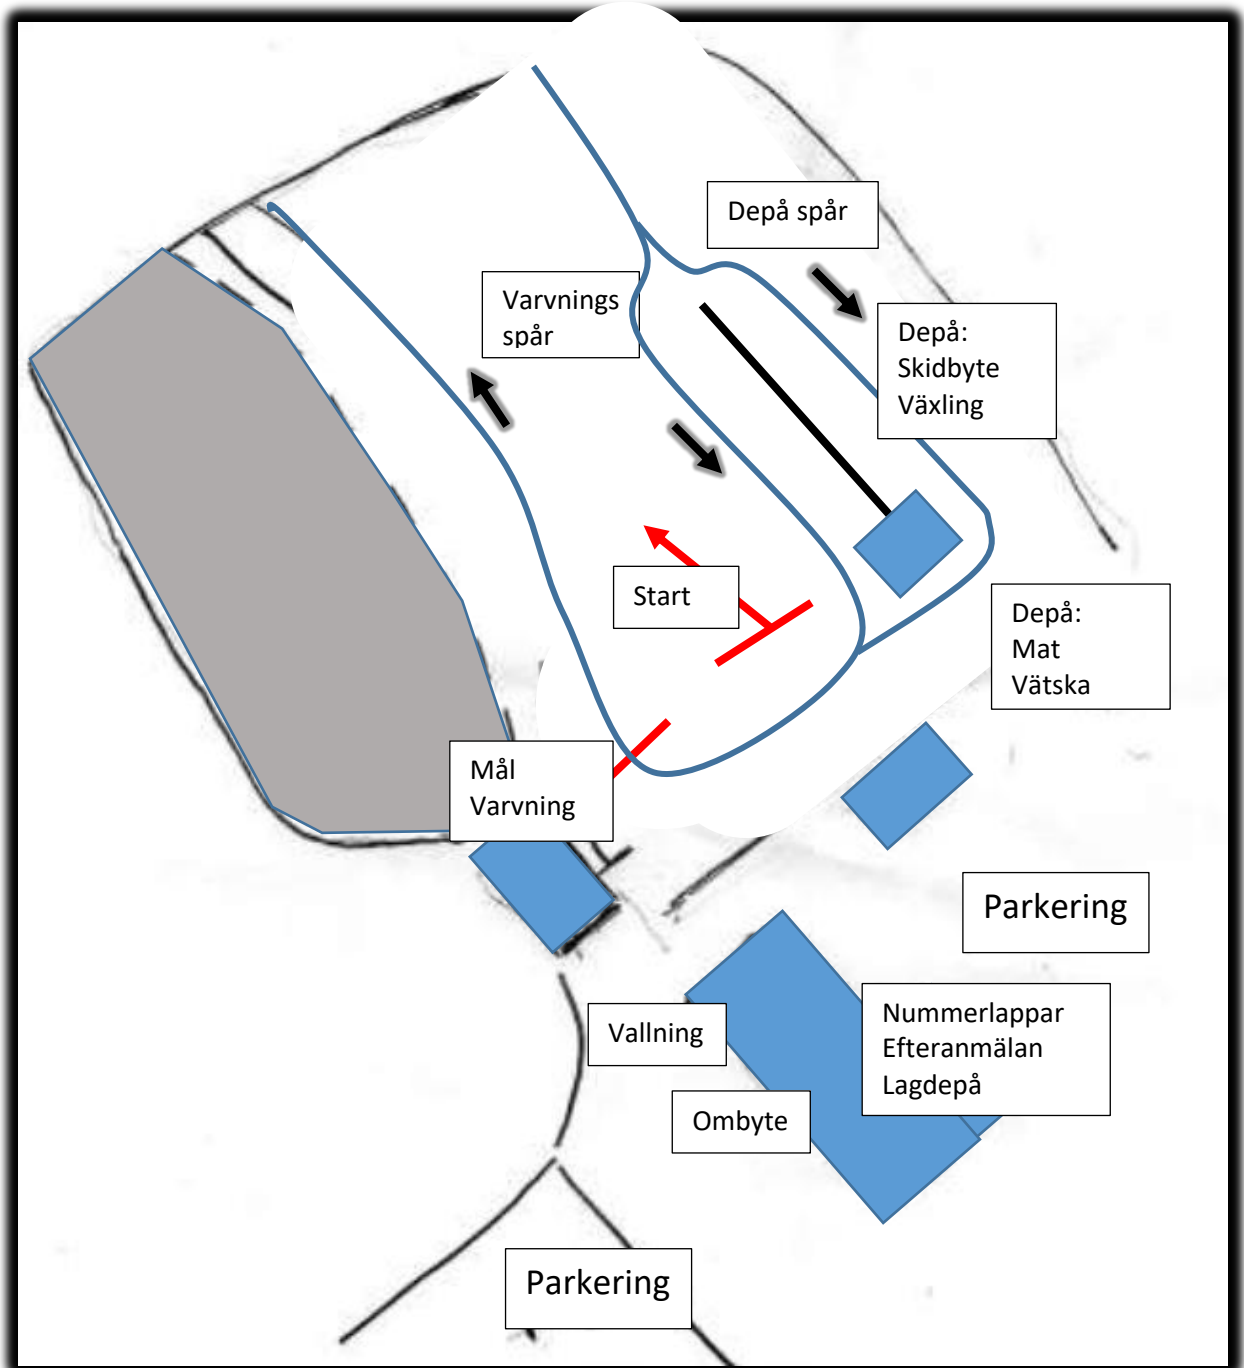 Depå spår
Varvnings
spår
Depå:
Skidbyte
Växling
Start
Depå:
Mat
Vätska
Mål
Varvning
Parkering
Nummerlappar
Efteranmälan
Lagdepå
Vallning
Ombyte
Parkering